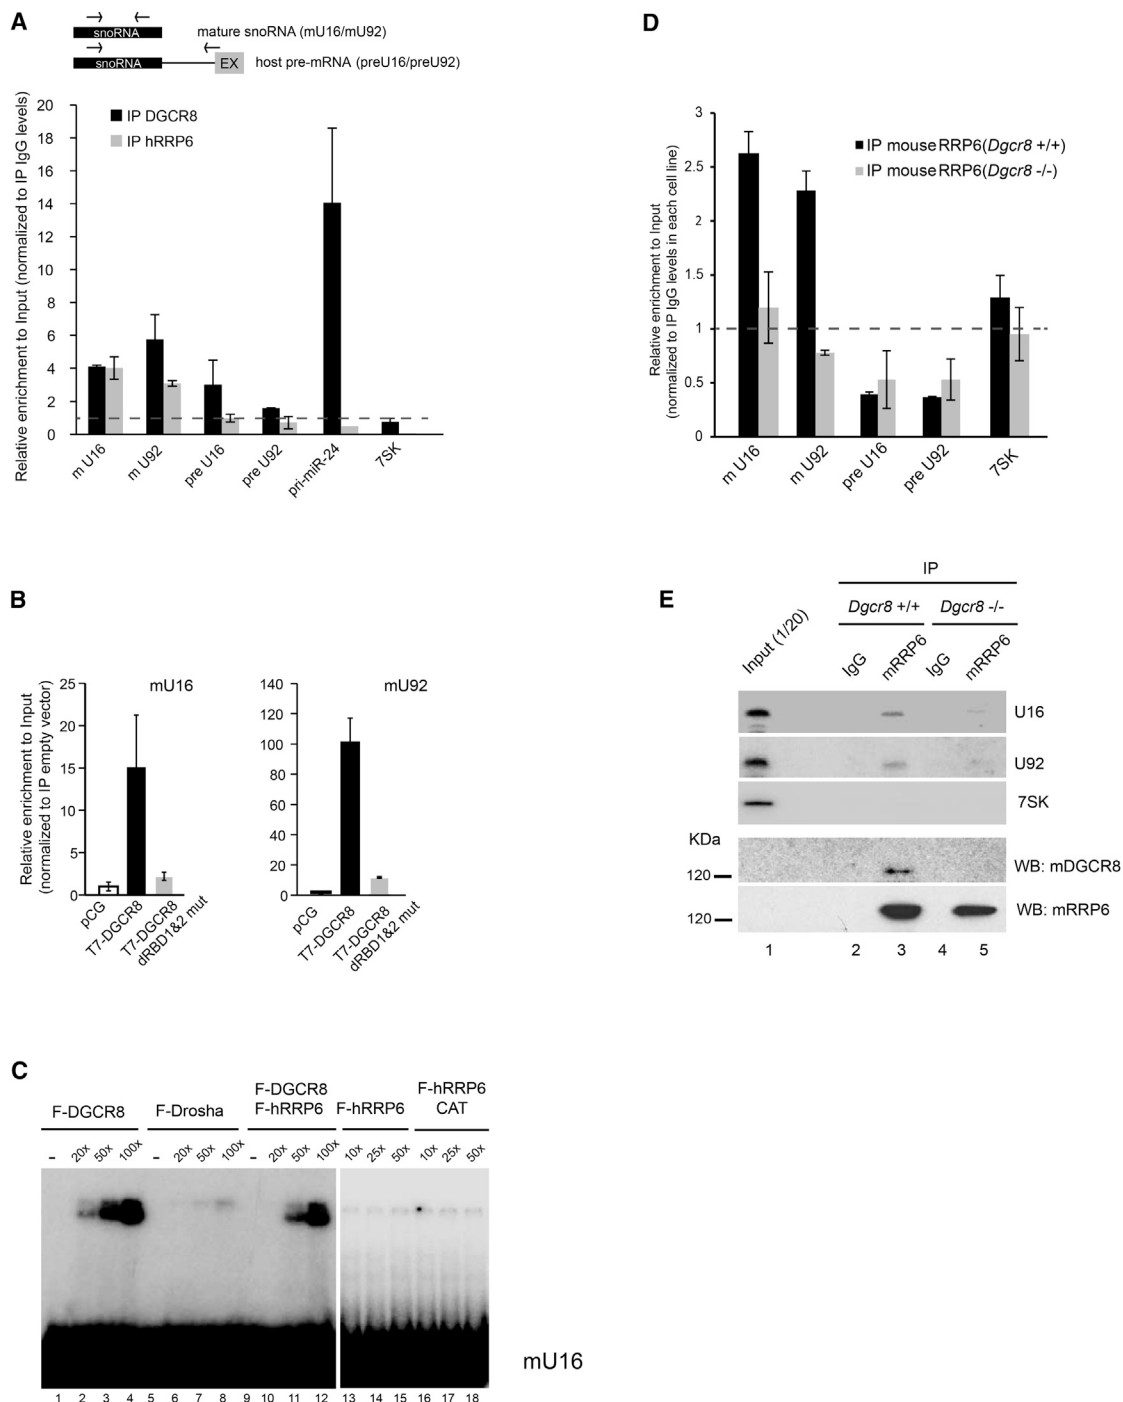 A
snoRNA
mature snoRNA (mU16/mU92)
snoRNA
EX
host pre-mRNA (preU16/preU92)
Relative enrichment to Input (normalized to IP IgG levels)
20
18
16
14
12
10
8
6
4
2
0
IP DGCR8
IP hRRP6
m U16
m U92
pre U16
pre U92
pri-miR-24
7SK
B
Relative enrichment to Input
(normalized to IP empty vector)
mU16
25
20
15
10
5
0
pCG
T7-DGCR8
T7-DGCR8
dRBD1&2 mut
mU92
140
120
100
80
60
40
20
0
pCG
T7-DGCR8
T7-DGCR8
dRBD1&2 mut
C
F-DGCR8
F-Drosha
F-DGCR8
F-hRRP6
F-hRRP6
F-hRRP6
CAT
- 20x 50x 100x - 20x 50x 100x - 20x 50x 100x 10x 25x 50x 10x 25x 50x
mU16
1 2 3 4 5 6 7 8 9 10 11 12 13 14 15 16 17 18
D
Relative enrichment to Input
(normalized to IP IgG levels in each cell line)
3
2.5
2
1.5
1
0.5
0
IP mouse RRP6(Dgcr8 +/+)
IP mouse RRP6(Dgcr8 -/-)
m U16
m U92
pre U16
pre U92
7SK
E
IP
Dgcr8 +/+
Dgcr8 -/-
Input (1/20)
IgG
mRRP6
IgG
mRRP6
U16
U92
7SK
KDa
120
WB: mDGCR8
120
WB: mRRP6
1 2 3 4 5